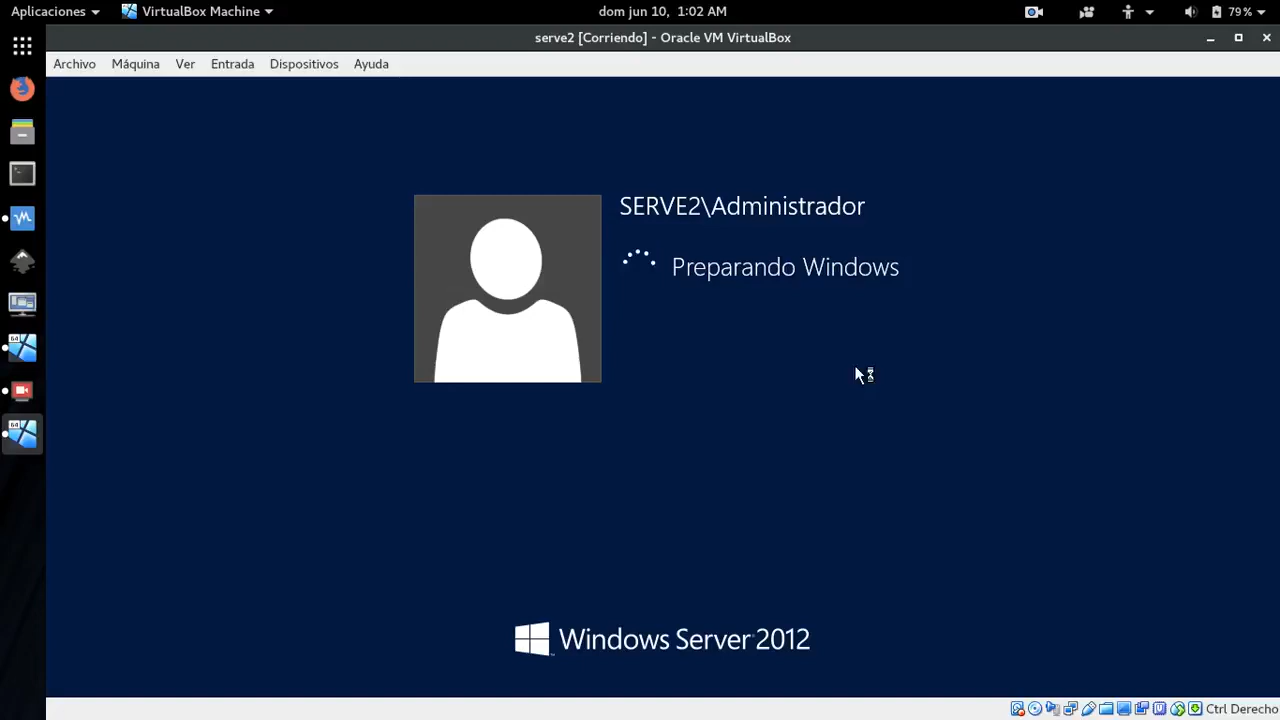 Aplicaciones VirtualBox Machine dom jun 10, 1:02 AM 79%
serve2 [Corriendo] - Oracle VM VirtualBox
Archivo Máquina Ver Entrada Dispositivos Ayuda
SERVE2\Administrador
Preparando Windows
Windows Server 2012
Ctrl Derecho